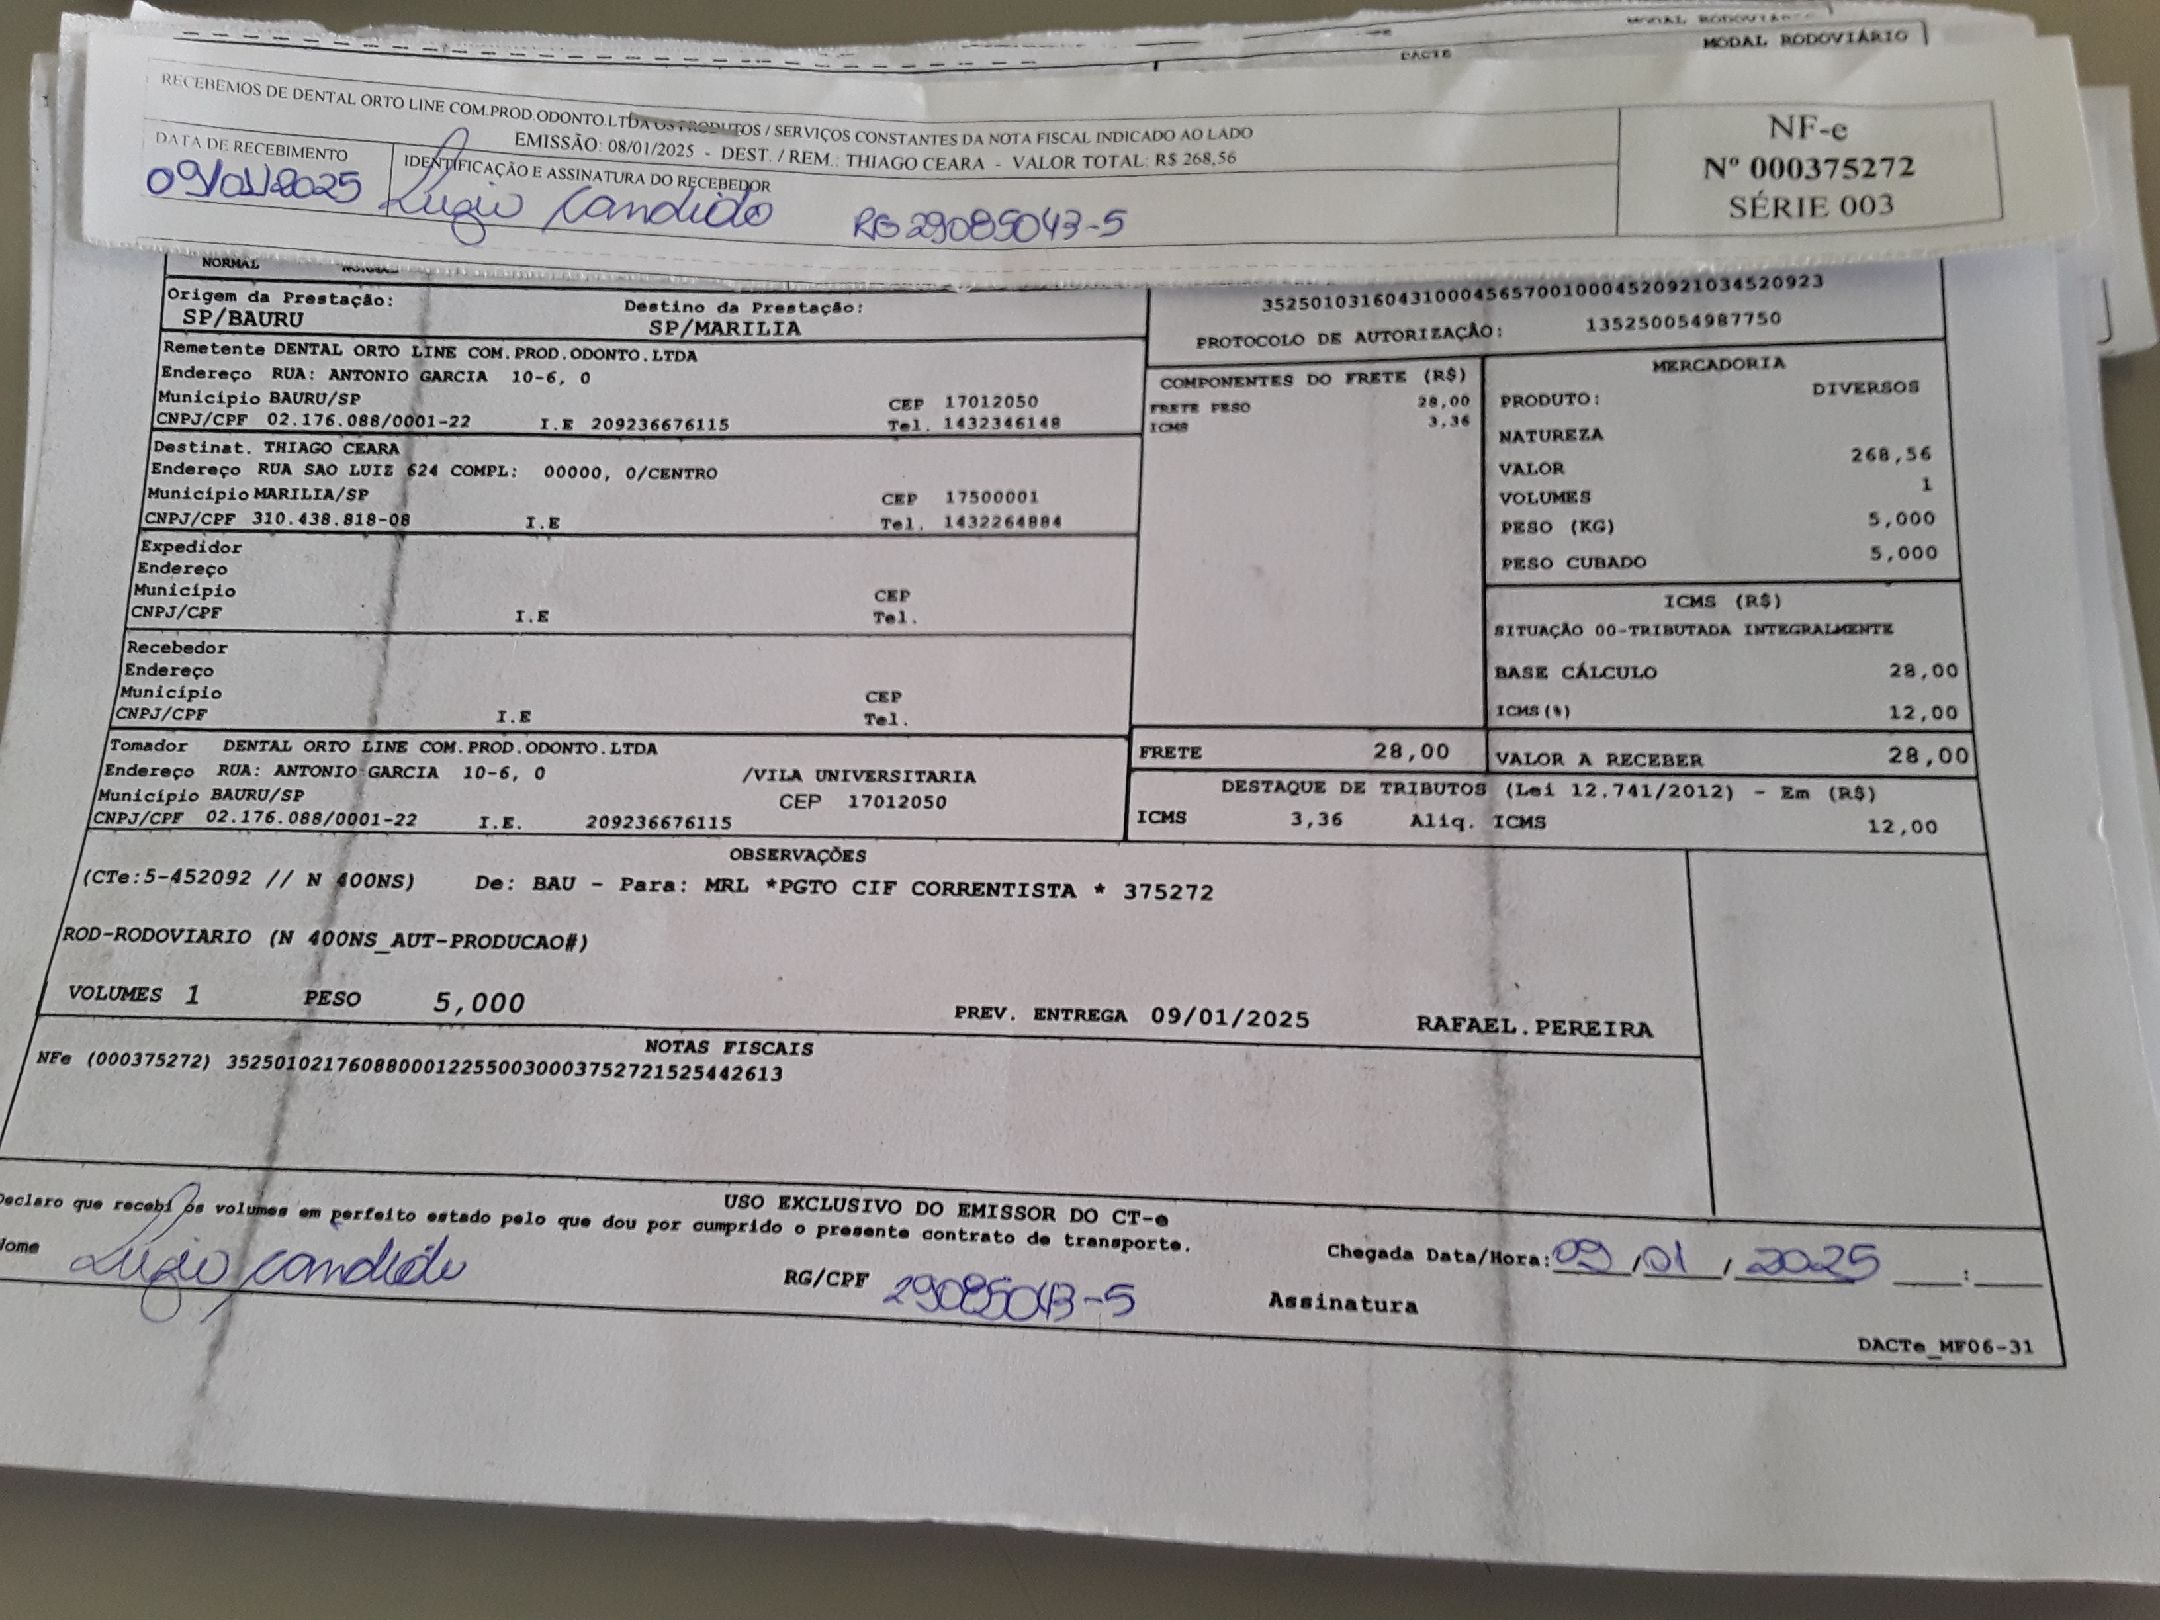 MODAL RODOVIÁRIO
DACTE
RECEBEMOS DE DENTAL ORTO LINE COM.PROD.ODONTO.LTDA OS PRODUTOS / SERVIÇOS CONSTANTES DA NOTA FISCAL INDICADO AO LADO
EMISSÃO: 08/01/2025 - DEST. / REM.: THIAGO CEARA - VALOR TOTAL: R$ 268,56
DATA DE RECEBIMENTO
09/01/2025
IDENTIFICAÇÃO E ASSINATURA DO RECEBEDOR
Candido RG 29085043-5
NF-e
Nº 000375272
SÉRIE 003
NORMAL
Origem da Prestação: Destino da Prestação:
SP/BAURU SP/MARILIA
35250103160431000456570010004520921034520923
PROTOCOLO DE AUTORIZAÇÃO: 135250054987750
Remetente DENTAL ORTO LINE COM.PROD.ODONTO.LTDA
Endereço RUA: ANTONIO GARCIA 10-6, 0
Município BAURU/SP CEP 17012050
CNPJ/CPF 02.176.088/0001-22 I.E 209236676115 Tel. 1432346148
Destinat. THIAGO CEARA
Endereço RUA SAO LUIZ 624 COMPL: 00000, 0/CENTRO
Município MARILIA/SP CEP 17500001
CNPJ/CPF 310.438.818-08 I.E Tel. 1432264884
Expedidor
Endereço
Município CEP
CNPJ/CPF I.E Tel.
Recebedor
Endereço
Município CEP
CNPJ/CPF I.E Tel.
Tomador DENTAL ORTO LINE COM.PROD.ODONTO.LTDA
Endereço RUA: ANTONIO GARCIA 10-6, 0 /VILA UNIVERSITARIA
Município BAURU/SP CEP 17012050
CNPJ/CPF 02.176.088/0001-22 I.E. 209236676115
COMPONENTES DO FRETE (R$)
FRETE PESO 28,00
ICMS 3,36
MERCADORIA
PRODUTO: DIVERSOS
NATUREZA
VALOR 268,56
VOLUMES 1
PESO (KG) 5,000
PESO CUBADO 5,000
ICMS (R$)
SITUAÇÃO 00-TRIBUTADA INTEGRALMENTE
BASE CÁLCULO 28,00
ICMS(%) 12,00
FRETE 28,00
VALOR A RECEBER 28,00
DESTAQUE DE TRIBUTOS (Lei 12.741/2012) - Em (R$)
ICMS 3,36 Aliq. ICMS 12,00
OBSERVAÇÕES
(CTe:5-452092 // N 400NS) De: BAU - Para: MRL *PGTO CIF CORRENTISTA * 375272
ROD-RODOVIARIO (N 400NS_AUT-PRODUCAO#)
VOLUMES 1 PESO 5,000 PREV. ENTREGA 09/01/2025 RAFAEL.PEREIRA
NOTAS FISCAIS
NFe (000375272) 35250102176088000122550030003752721525442613
USO EXCLUSIVO DO EMISSOR DO CT-e
Declaro que recebi os volumes em perfeito estado pelo que dou por cumprido o presente contrato de transporte.
Nome Candido RG/CPF 29085043-5 Chegada Data/Hora: 09/01/2025 :
Assinatura
DACTe_MF06-31